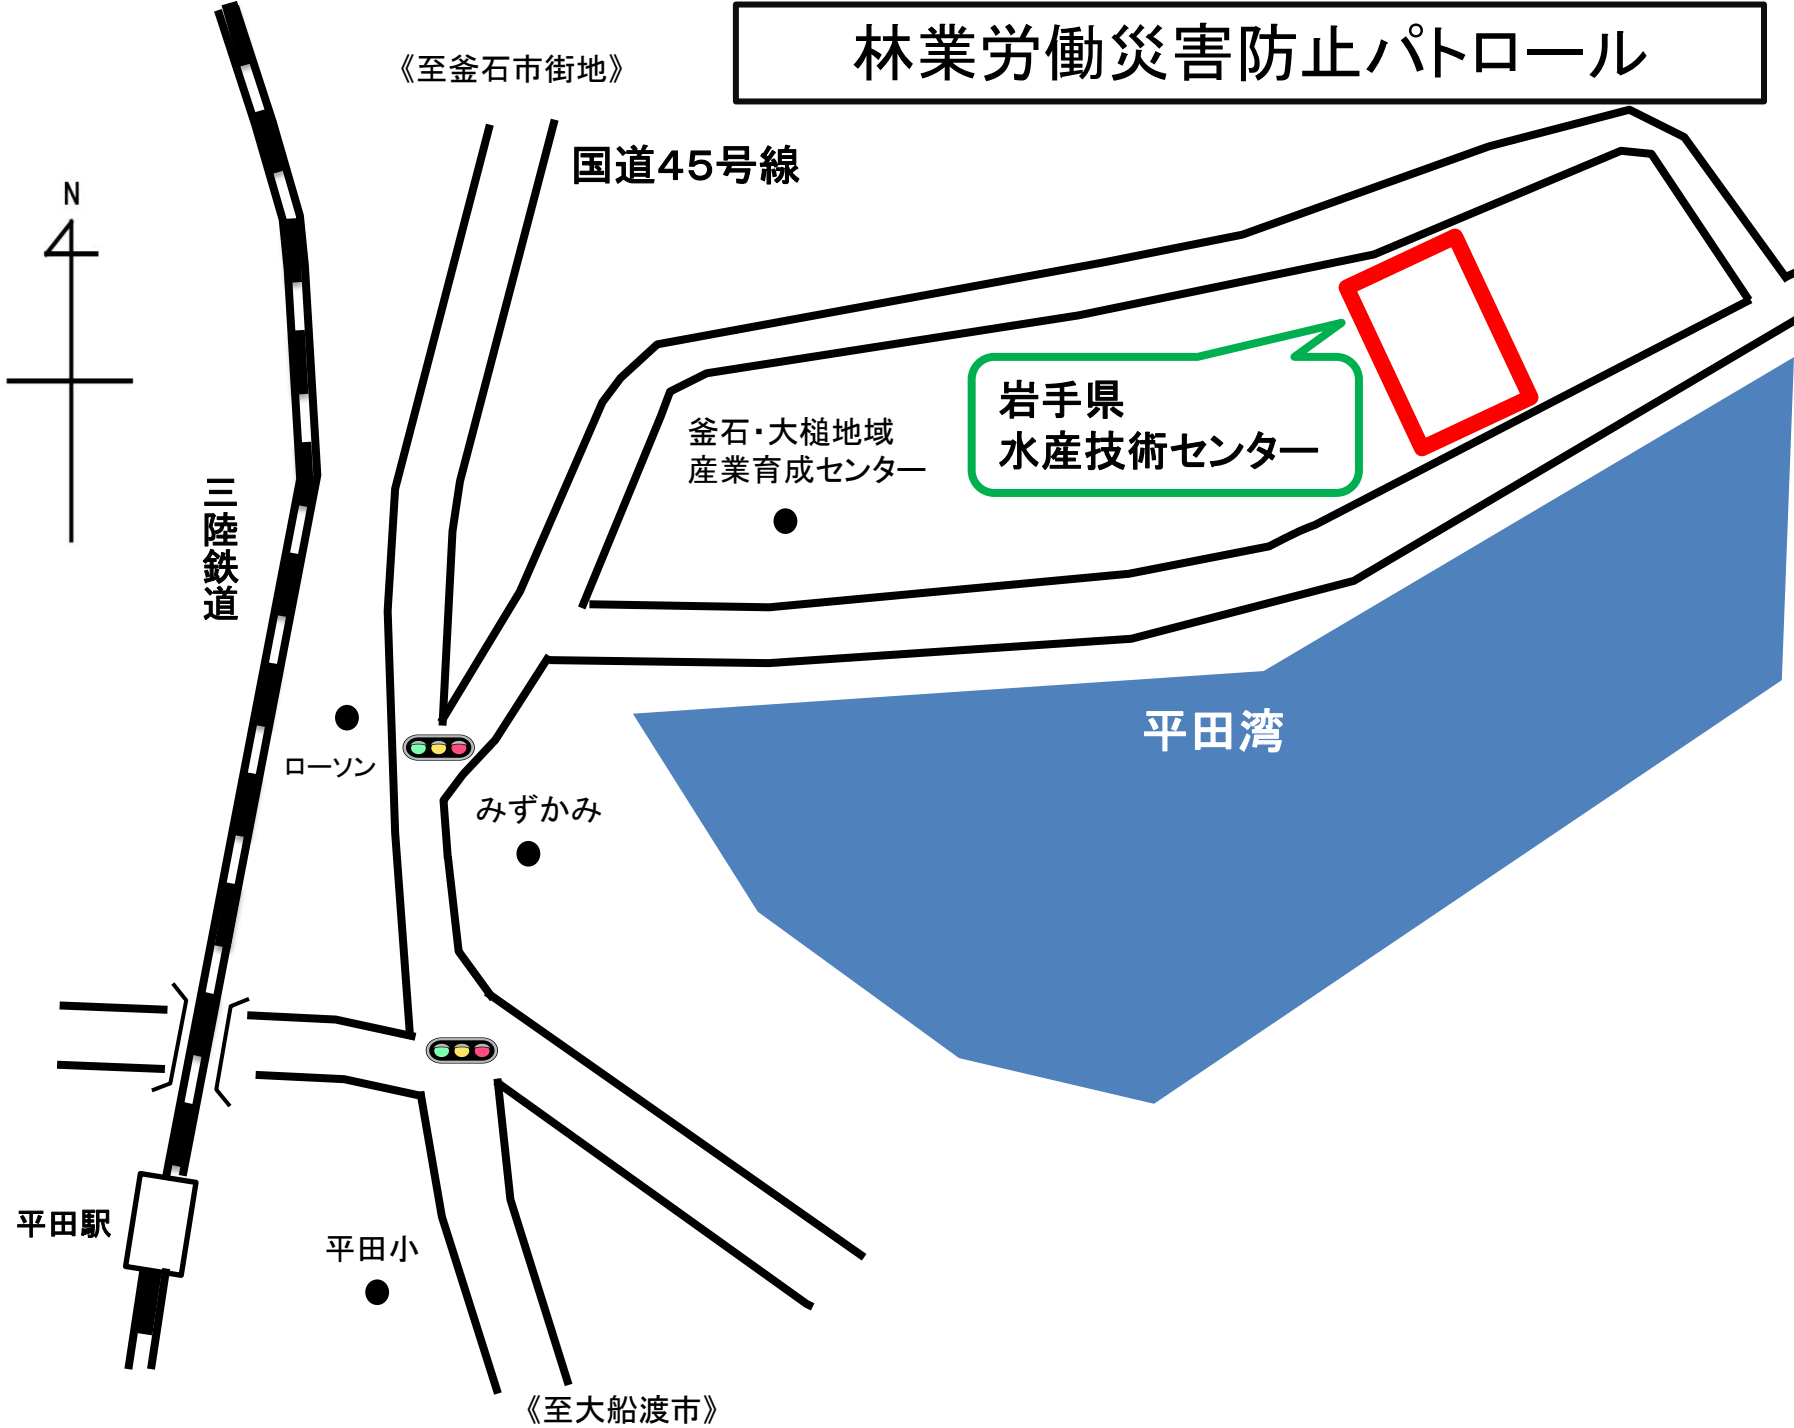 林業労働災害防止パトロール
《至釜石市街地》
国道45号線
N
岩手県
水産技術センター
釜石・大槌地域
産業育成センター
三陸鉄道
平田湾
ローソン
みずかみ
平田駅
平田小
《至大船渡市》